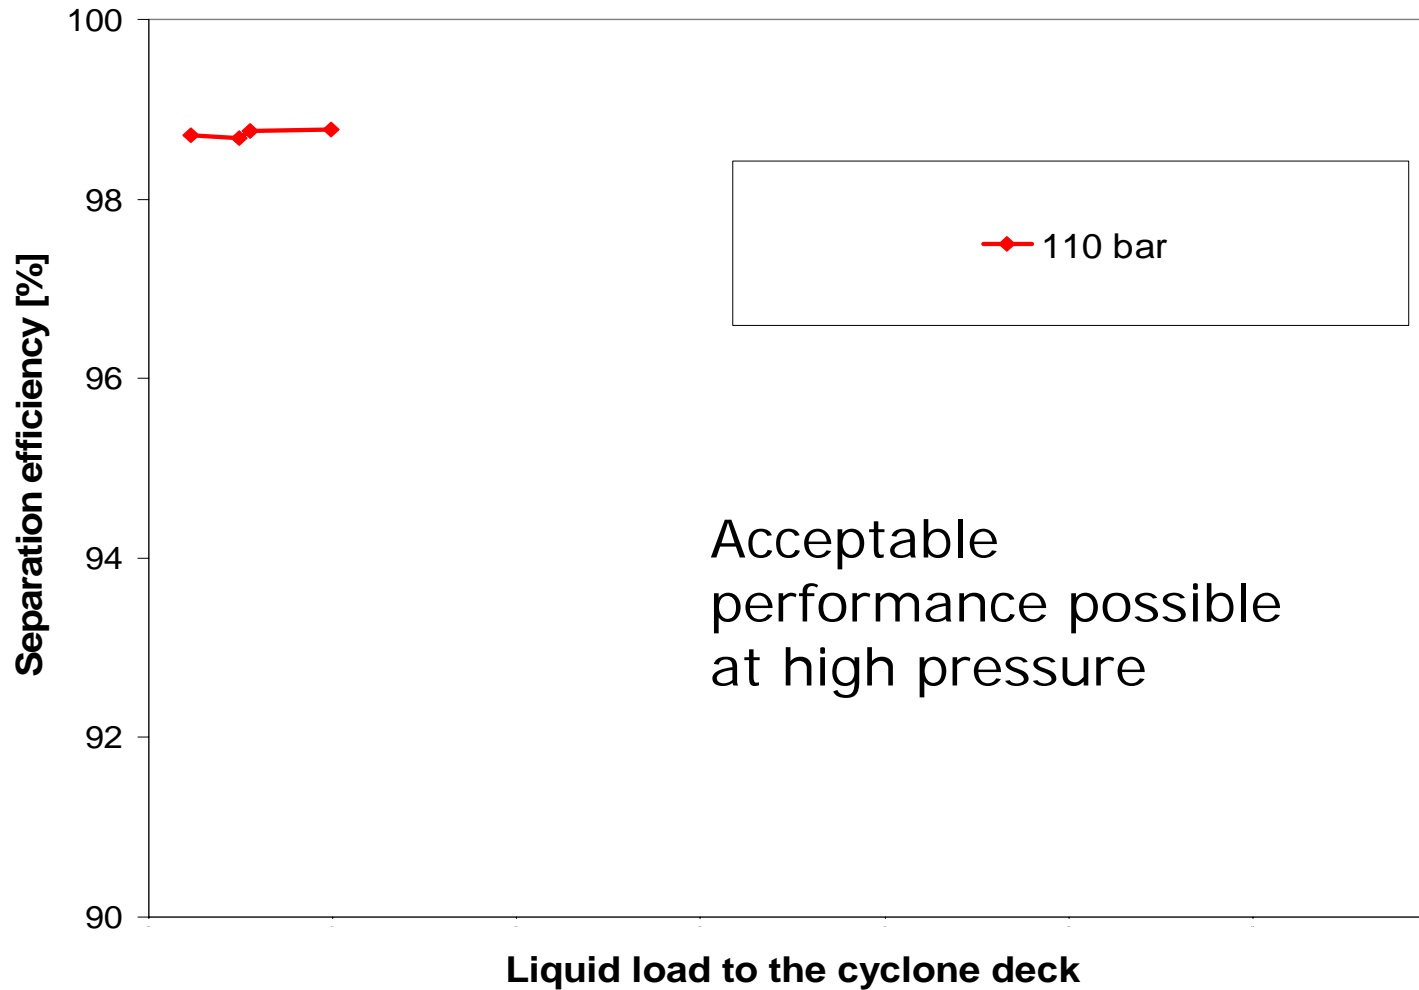 100
98
96
94
92
90
Separation efficiency [%]
110 bar
Acceptable
performance possible
at high pressure
Liquid load to the cyclone deck